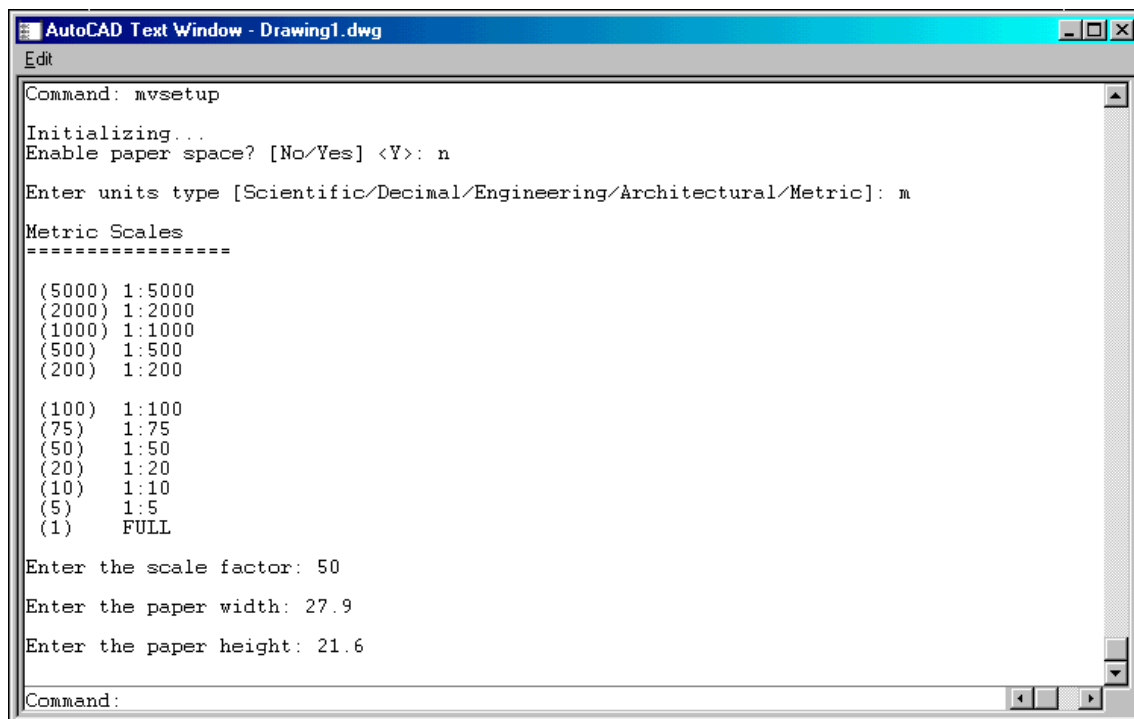 AutoCAD Text Window - Drawing1.dwg
Edit
Command: mvsetup
Initializing...
Enable paper space? [No/Yes] <Y>: n
Enter units type [Scientific/Decimal/Engineering/Architectural/Metric]: m
Metric Scales
=================
(5000) 1:5000
(2000) 1:2000
(1000) 1:1000
(500) 1:500
(200) 1:200
(100) 1:100
(75) 1:75
(50) 1:50
(20) 1:20
(10) 1:10
(5) 1:5
(1) FULL
Enter the scale factor: 50
Enter the paper width: 27.9
Enter the paper height: 21.6
Command: